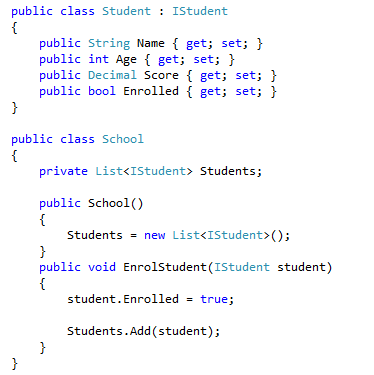 public class Student : IStudent
{
    public String Name { get; set; }
    public int Age { get; set; }
    public Decimal Score { get; set; }
    public bool Enrolled { get; set; }
}

public class School
{
    private List<IStudent> Students;

    public School()
    {
        Students = new List<IStudent>();
    }
    public void EnrolStudent(IStudent student)
    {
        student.Enrolled = true;

        Students.Add(student);
    }
}